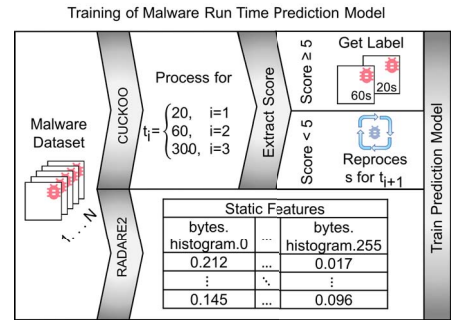 Training of Malware Run Time Prediction Model
Malware
Dataset
1. . . N
CUCKOO
Process for
20, i=1
tᵢ= 60, i=2
300, i=3
Extract Score
Score ≥ 5
Get Label
60s
20s
Score < 5
Reproces
s for tᵢ₊₁
RADARE2
Static Features
bytes. ... bytes.
histogram.0 histogram.255
0.212 ... 0.017
⋮ ⋱ ⋮
0.145 ... 0.096
Train Prediction Model